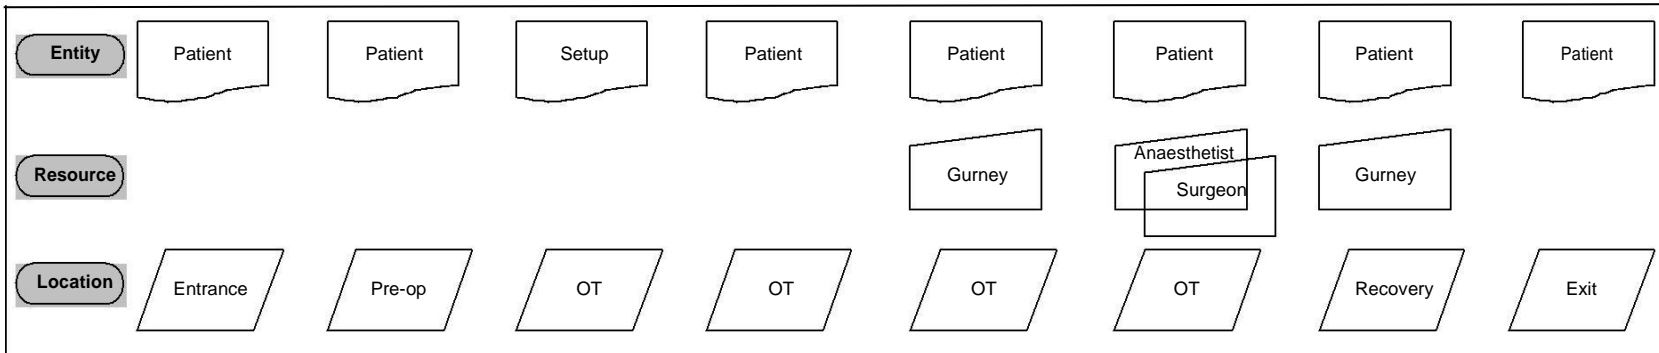 Entity
Patient
Patient
Setup
Patient
Patient
Patient
Patient
Patient
Resource
Gurney
Anaesthetist
Surgeon
Gurney
Location
Entrance
Pre-op
OT
OT
OT
OT
Recovery
Exit